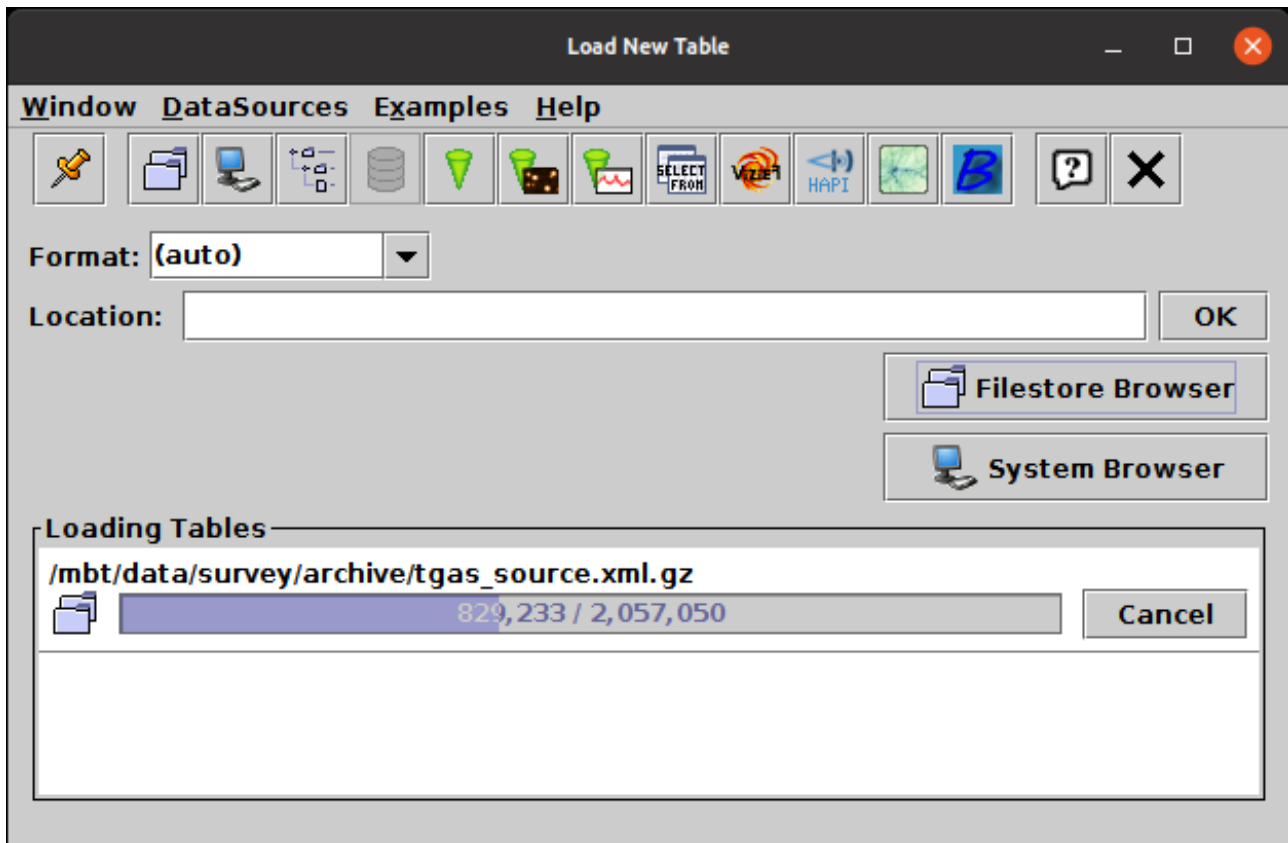 Load New Table
Window DataSources Examples Help
SELECT FROM VizieR HAPI B ?
Format: (auto)
Location: OK
Filestore Browser
System Browser
Loading Tables
/mbt/data/survey/archive/tgas_source.xml.gz
829,233 / 2,057,050 Cancel